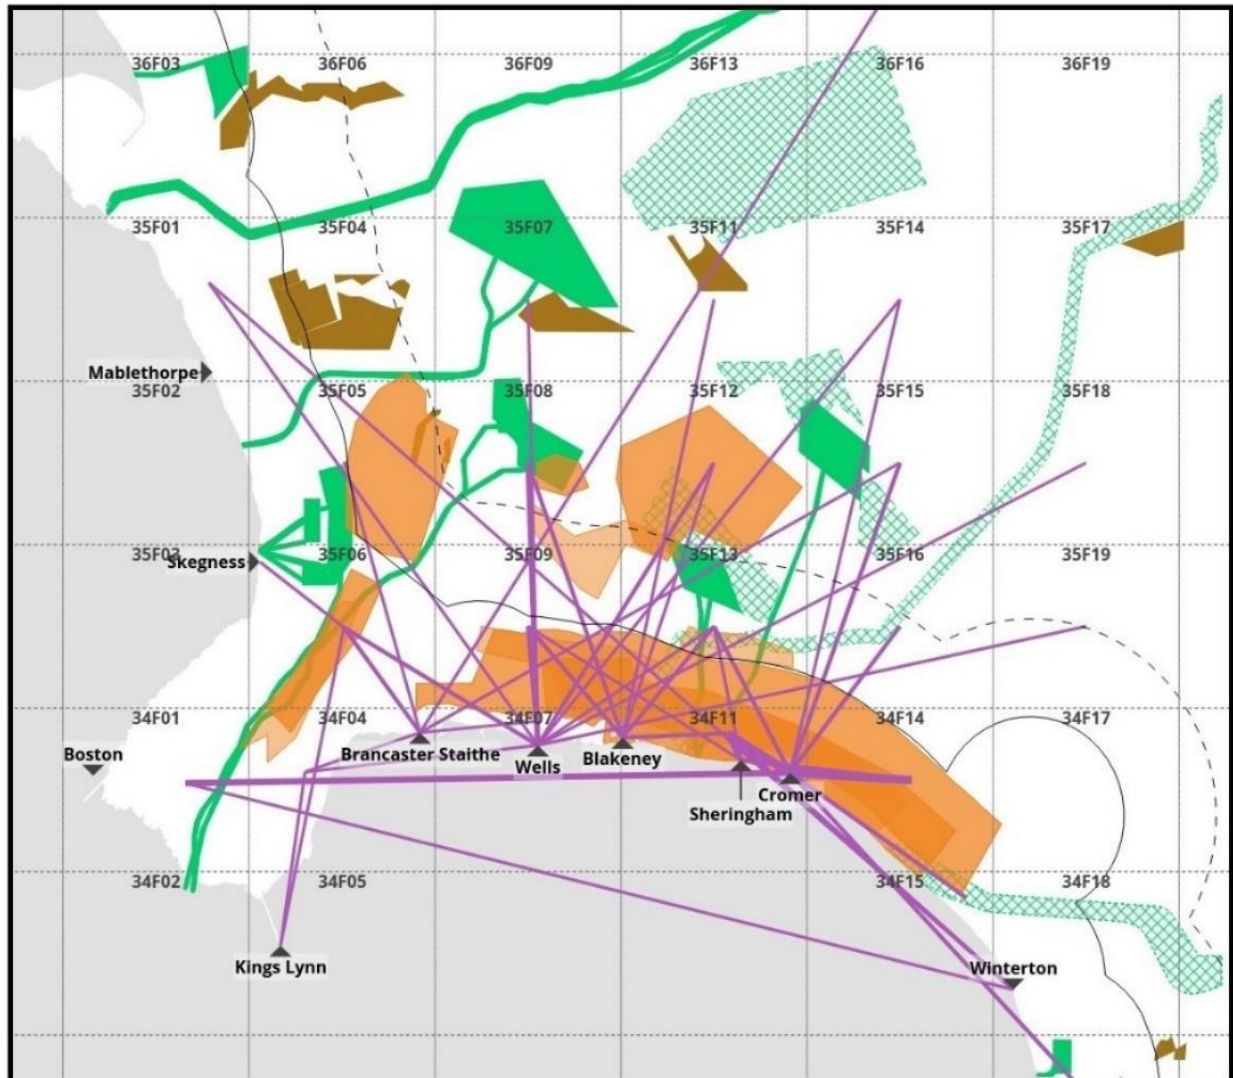 36F03 36F06 36F09 36F13 36F16 36F19
35F01 35F04 35F07 35F11 35F14 35F17
Mablethorpe
35F02 35F05 35F08 35F12 35F15 35F18
35F03 35F06 35F09 35F13 35F16 35F19
Skegness
34F01 34F04 34F07 34F11 34F14 34F17
Boston
Brancaster Staithe
Wells
Blakeney
Cromer
Sheringham
34F02 34F05 34F15 34F18
Kings Lynn
Winterton